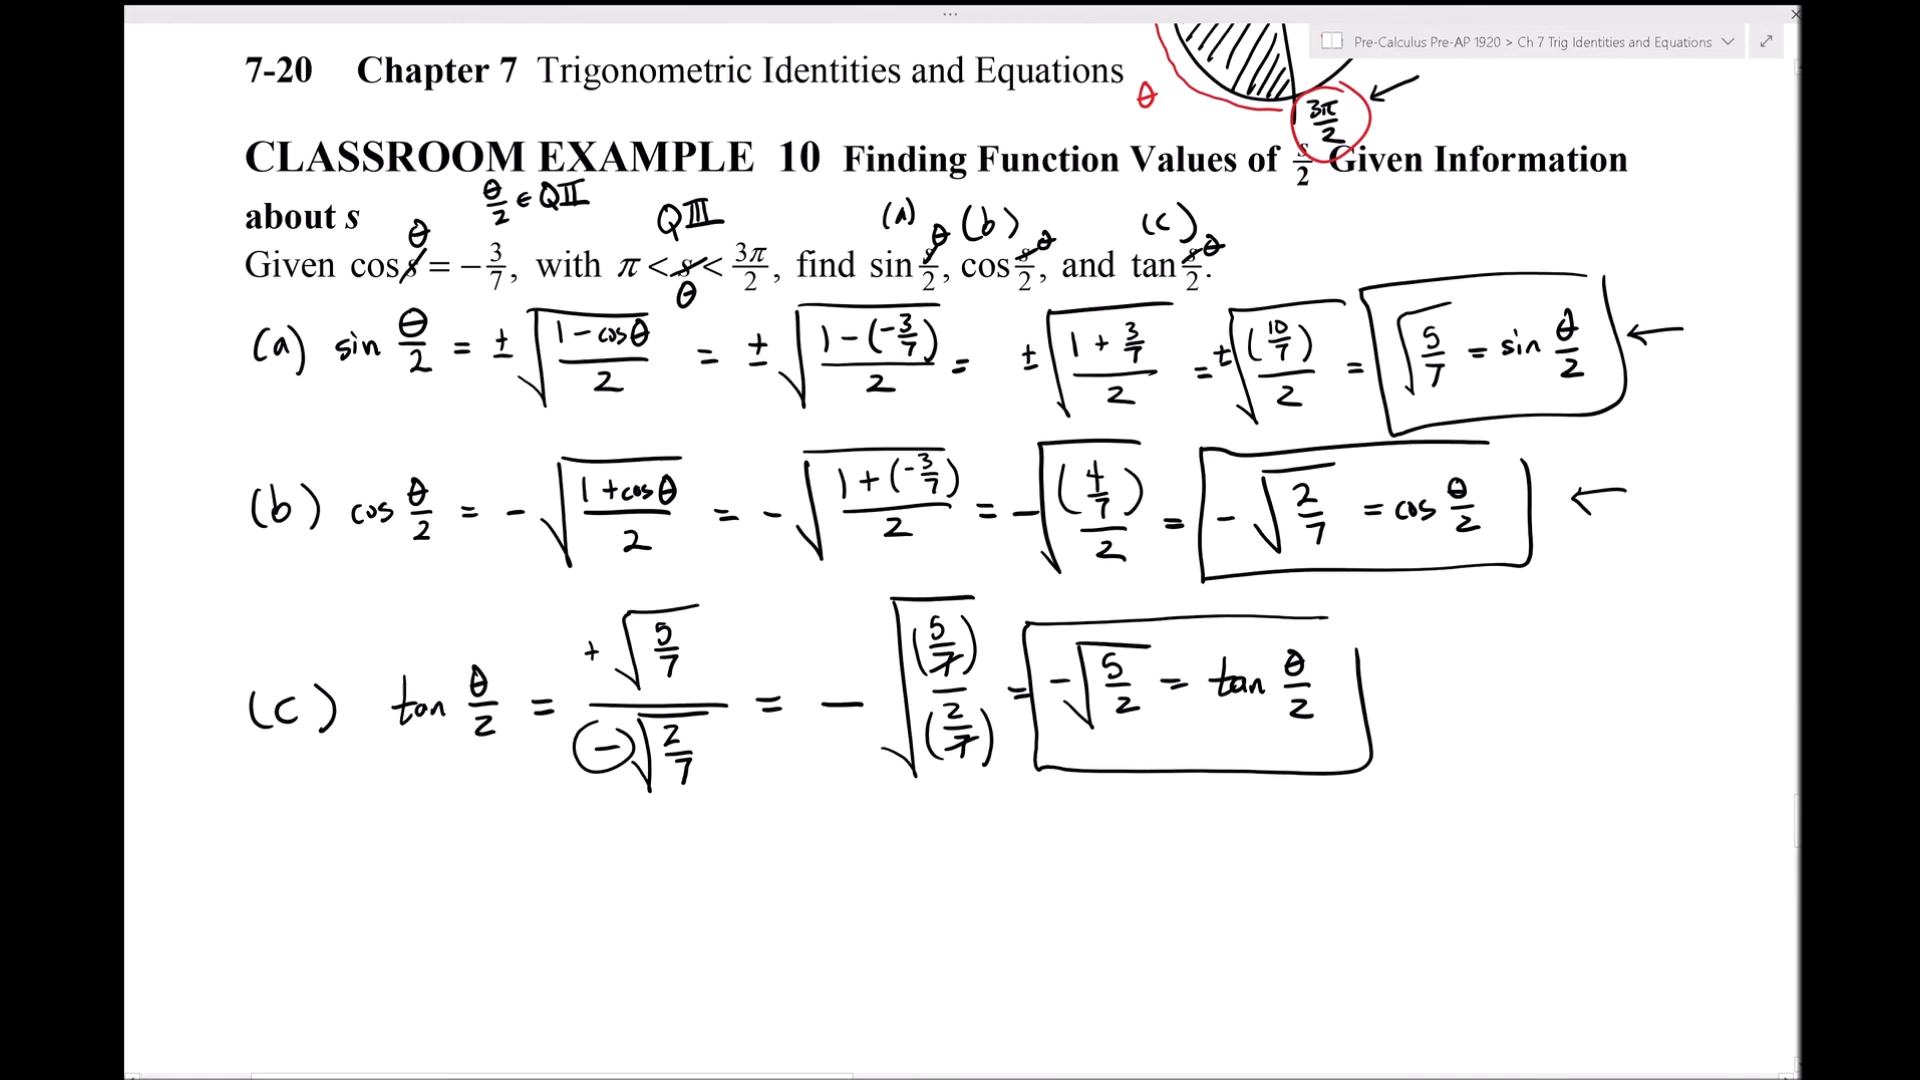 ...
Pre-Calculus Pre-AP 1920 > Ch 7 Trig Identities and Equations
7-20 Chapter 7 Trigonometric Identities and Equations
θ
3π/2
CLASSROOM EXAMPLE 10 Finding Function Values of s/2 Given Information
about s
θ/2 ∈ QII QIII (a) (b) (c)
θ θ θ θ
Given cos s = −3/7, with π < s < 3π/2, find sin s/2, cos s/2, and tan s/2.
θ
(a) sin θ/2 = ±√((1 − cosθ)/2) = ±√((1 − (−3/7))/2) = ±√((1 + 3/7)/2) = ±√((10/7)/2) = √(5/7) = sin θ/2 ←
(b) cos θ/2 = −√((1 + cosθ)/2) = −√((1 + (−3/7))/2) = −√((4/7)/2) = −√(2/7) = cos θ/2 ←
(c) tan θ/2 = +√(5/7) / (−)√(2/7) = −√((5/7)/(2/7)) = −√(5/2) = tan θ/2